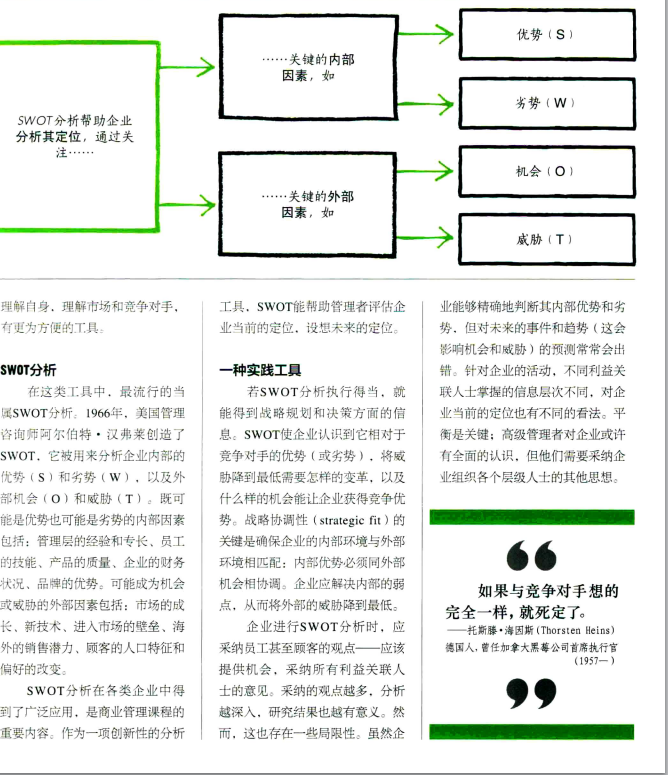 SWOT分析帮助企业
分析其定位，通过关
注……
……关键的内部
因素，如
……关键的外部
因素，如
优势（S）
劣势（W）
机会（O）
威胁（T）
理解自身，理解市场和竞争对手，
有更为方便的工具。
SWOT分析
在这类工具中，最流行的当
属SWOT分析。1966年，美国管理
咨询师阿尔伯特·汉弗莱创造了
SWOT，它被用来分析企业内部的
优势（S）和劣势（W），以及外
部机会（O）和威胁（T）。既可
能是优势也可能是劣势的内部因素
包括：管理层的经验和专长、员工
的技能、产品的质量、企业的财务
状况、品牌的优势。可能成为机会
或威胁的外部因素包括：市场的成
长、新技术、进入市场的壁垒、海
外的销售潜力、顾客的人口特征和
偏好的改变。
SWOT分析在各类企业中得
到了广泛应用，是商业管理课程的
重要内容。作为一项创新性的分析
工具，SWOT能帮助管理者评估企
业当前的定位，设想未来的定位。
一种实践工具
若SWOT分析执行得当，就
能得到战略规划和决策方面的信
息。SWOT使企业认识到它相对于
竞争对手的优势（或劣势），将威
胁降到最低需要怎样的变革，以及
什么样的机会能让企业获得竞争优
势。战略协调性（strategic fit）的
关键是确保企业的内部环境与外部
环境相匹配；内部优势必须同外部
机会相协调。企业应解决内部的弱
点，从而将外部的威胁降到最低。
企业进行SWOT分析时，应
采纳员工甚至顾客的观点——应该
提供机会，采纳所有利益关联人
士的意见。采纳的观点越多，分析
越深入，研究结果也越有意义。然
而，这也存在一些局限性。虽然企
业能够精确地判断其内部优势和劣
势，但对未来的事件和趋势（这会
影响机会和威胁）的预测常常会出
错。针对企业的活动，不同利益关
联人士掌握的信息层次不同，对企
业当前的定位也有不同的看法。平
衡是关键；高级管理者对企业或许
有全面的认识，但他们需要采纳企
业组织各个层级人士的其他思想。
“
如果与竞争对手想的
完全一样，就死定了。
——托斯滕·海因斯(Thorsten Heins)
德国人，曾任加拿大黑莓公司首席执行官
(1957—)
”